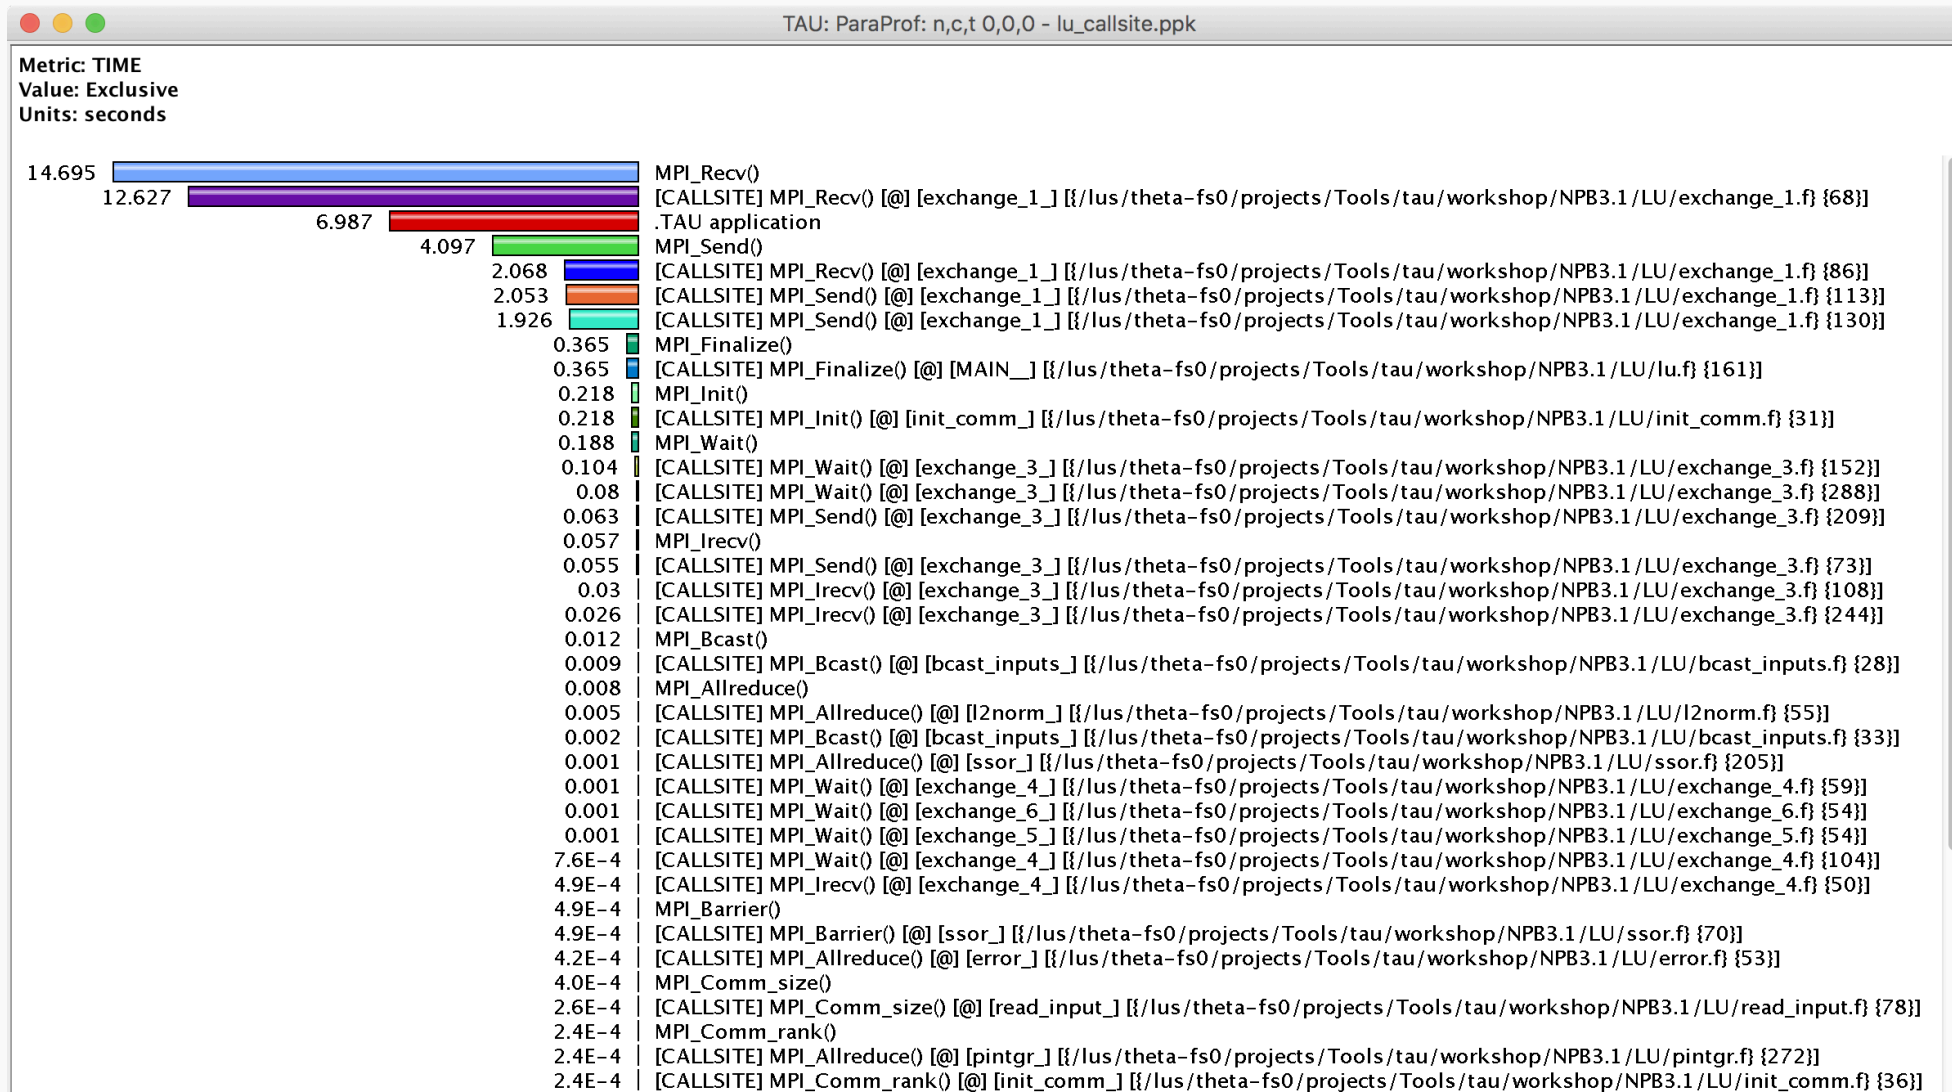 TAU: ParaProf: n,c,t 0,0,0 - lu_callsite.ppk
Metric: TIME
Value: Exclusive
Units: seconds
14.695 MPI_Recv()
12.627 [CALLSITE] MPI_Recv() [@] [exchange_1_] [{/lus/theta-fs0/projects/Tools/tau/workshop/NPB3.1/LU/exchange_1.f} {68}]
6.987 .TAU application
4.097 MPI_Send()
2.068 [CALLSITE] MPI_Recv() [@] [exchange_1_] [{/lus/theta-fs0/projects/Tools/tau/workshop/NPB3.1/LU/exchange_1.f} {86}]
2.053 [CALLSITE] MPI_Send() [@] [exchange_1_] [{/lus/theta-fs0/projects/Tools/tau/workshop/NPB3.1/LU/exchange_1.f} {113}]
1.926 [CALLSITE] MPI_Send() [@] [exchange_1_] [{/lus/theta-fs0/projects/Tools/tau/workshop/NPB3.1/LU/exchange_1.f} {130}]
0.365 MPI_Finalize()
0.365 [CALLSITE] MPI_Finalize() [@] [MAIN__] [{/lus/theta-fs0/projects/Tools/tau/workshop/NPB3.1/LU/lu.f} {161}]
0.218 MPI_Init()
0.218 [CALLSITE] MPI_Init() [@] [init_comm_] [{/lus/theta-fs0/projects/Tools/tau/workshop/NPB3.1/LU/init_comm.f} {31}]
0.188 MPI_Wait()
0.104 [CALLSITE] MPI_Wait() [@] [exchange_3_] [{/lus/theta-fs0/projects/Tools/tau/workshop/NPB3.1/LU/exchange_3.f} {152}]
0.08 [CALLSITE] MPI_Wait() [@] [exchange_3_] [{/lus/theta-fs0/projects/Tools/tau/workshop/NPB3.1/LU/exchange_3.f} {288}]
0.063 [CALLSITE] MPI_Send() [@] [exchange_3_] [{/lus/theta-fs0/projects/Tools/tau/workshop/NPB3.1/LU/exchange_3.f} {209}]
0.057 MPI_Irecv()
0.055 [CALLSITE] MPI_Send() [@] [exchange_3_] [{/lus/theta-fs0/projects/Tools/tau/workshop/NPB3.1/LU/exchange_3.f} {73}]
0.03 [CALLSITE] MPI_Irecv() [@] [exchange_3_] [{/lus/theta-fs0/projects/Tools/tau/workshop/NPB3.1/LU/exchange_3.f} {108}]
0.026 [CALLSITE] MPI_Irecv() [@] [exchange_3_] [{/lus/theta-fs0/projects/Tools/tau/workshop/NPB3.1/LU/exchange_3.f} {244}]
0.012 MPI_Bcast()
0.009 [CALLSITE] MPI_Bcast() [@] [bcast_inputs_] [{/lus/theta-fs0/projects/Tools/tau/workshop/NPB3.1/LU/bcast_inputs.f} {28}]
0.008 MPI_Allreduce()
0.005 [CALLSITE] MPI_Allreduce() [@] [l2norm_] [{/lus/theta-fs0/projects/Tools/tau/workshop/NPB3.1/LU/l2norm.f} {55}]
0.002 [CALLSITE] MPI_Bcast() [@] [bcast_inputs_] [{/lus/theta-fs0/projects/Tools/tau/workshop/NPB3.1/LU/bcast_inputs.f} {33}]
0.001 [CALLSITE] MPI_Allreduce() [@] [ssor_] [{/lus/theta-fs0/projects/Tools/tau/workshop/NPB3.1/LU/ssor.f} {205}]
0.001 [CALLSITE] MPI_Wait() [@] [exchange_4_] [{/lus/theta-fs0/projects/Tools/tau/workshop/NPB3.1/LU/exchange_4.f} {59}]
0.001 [CALLSITE] MPI_Wait() [@] [exchange_6_] [{/lus/theta-fs0/projects/Tools/tau/workshop/NPB3.1/LU/exchange_6.f} {54}]
0.001 [CALLSITE] MPI_Wait() [@] [exchange_5_] [{/lus/theta-fs0/projects/Tools/tau/workshop/NPB3.1/LU/exchange_5.f} {54}]
7.6E-4 [CALLSITE] MPI_Wait() [@] [exchange_4_] [{/lus/theta-fs0/projects/Tools/tau/workshop/NPB3.1/LU/exchange_4.f} {104}]
4.9E-4 [CALLSITE] MPI_Irecv() [@] [exchange_4_] [{/lus/theta-fs0/projects/Tools/tau/workshop/NPB3.1/LU/exchange_4.f} {50}]
4.9E-4 MPI_Barrier()
4.9E-4 [CALLSITE] MPI_Barrier() [@] [ssor_] [{/lus/theta-fs0/projects/Tools/tau/workshop/NPB3.1/LU/ssor.f} {70}]
4.2E-4 [CALLSITE] MPI_Allreduce() [@] [error_] [{/lus/theta-fs0/projects/Tools/tau/workshop/NPB3.1/LU/error.f} {53}]
4.0E-4 MPI_Comm_size()
2.6E-4 [CALLSITE] MPI_Comm_size() [@] [read_input_] [{/lus/theta-fs0/projects/Tools/tau/workshop/NPB3.1/LU/read_input.f} {78}]
2.4E-4 MPI_Comm_rank()
2.4E-4 [CALLSITE] MPI_Allreduce() [@] [pintgr_] [{/lus/theta-fs0/projects/Tools/tau/workshop/NPB3.1/LU/pintgr.f} {272}]
2.4E-4 [CALLSITE] MPI_Comm_rank() [@] [init_comm_] [{/lus/theta-fs0/projects/Tools/tau/workshop/NPB3.1/LU/init_comm.f} {36}]